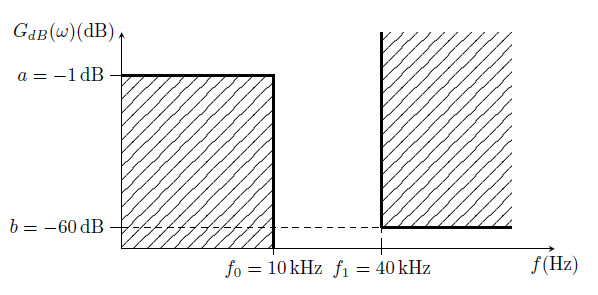 G_{dB}(ω)(dB)
a = −1 dB
b = −60 dB
f_0 = 10 kHz f_1 = 40 kHz
f(Hz)